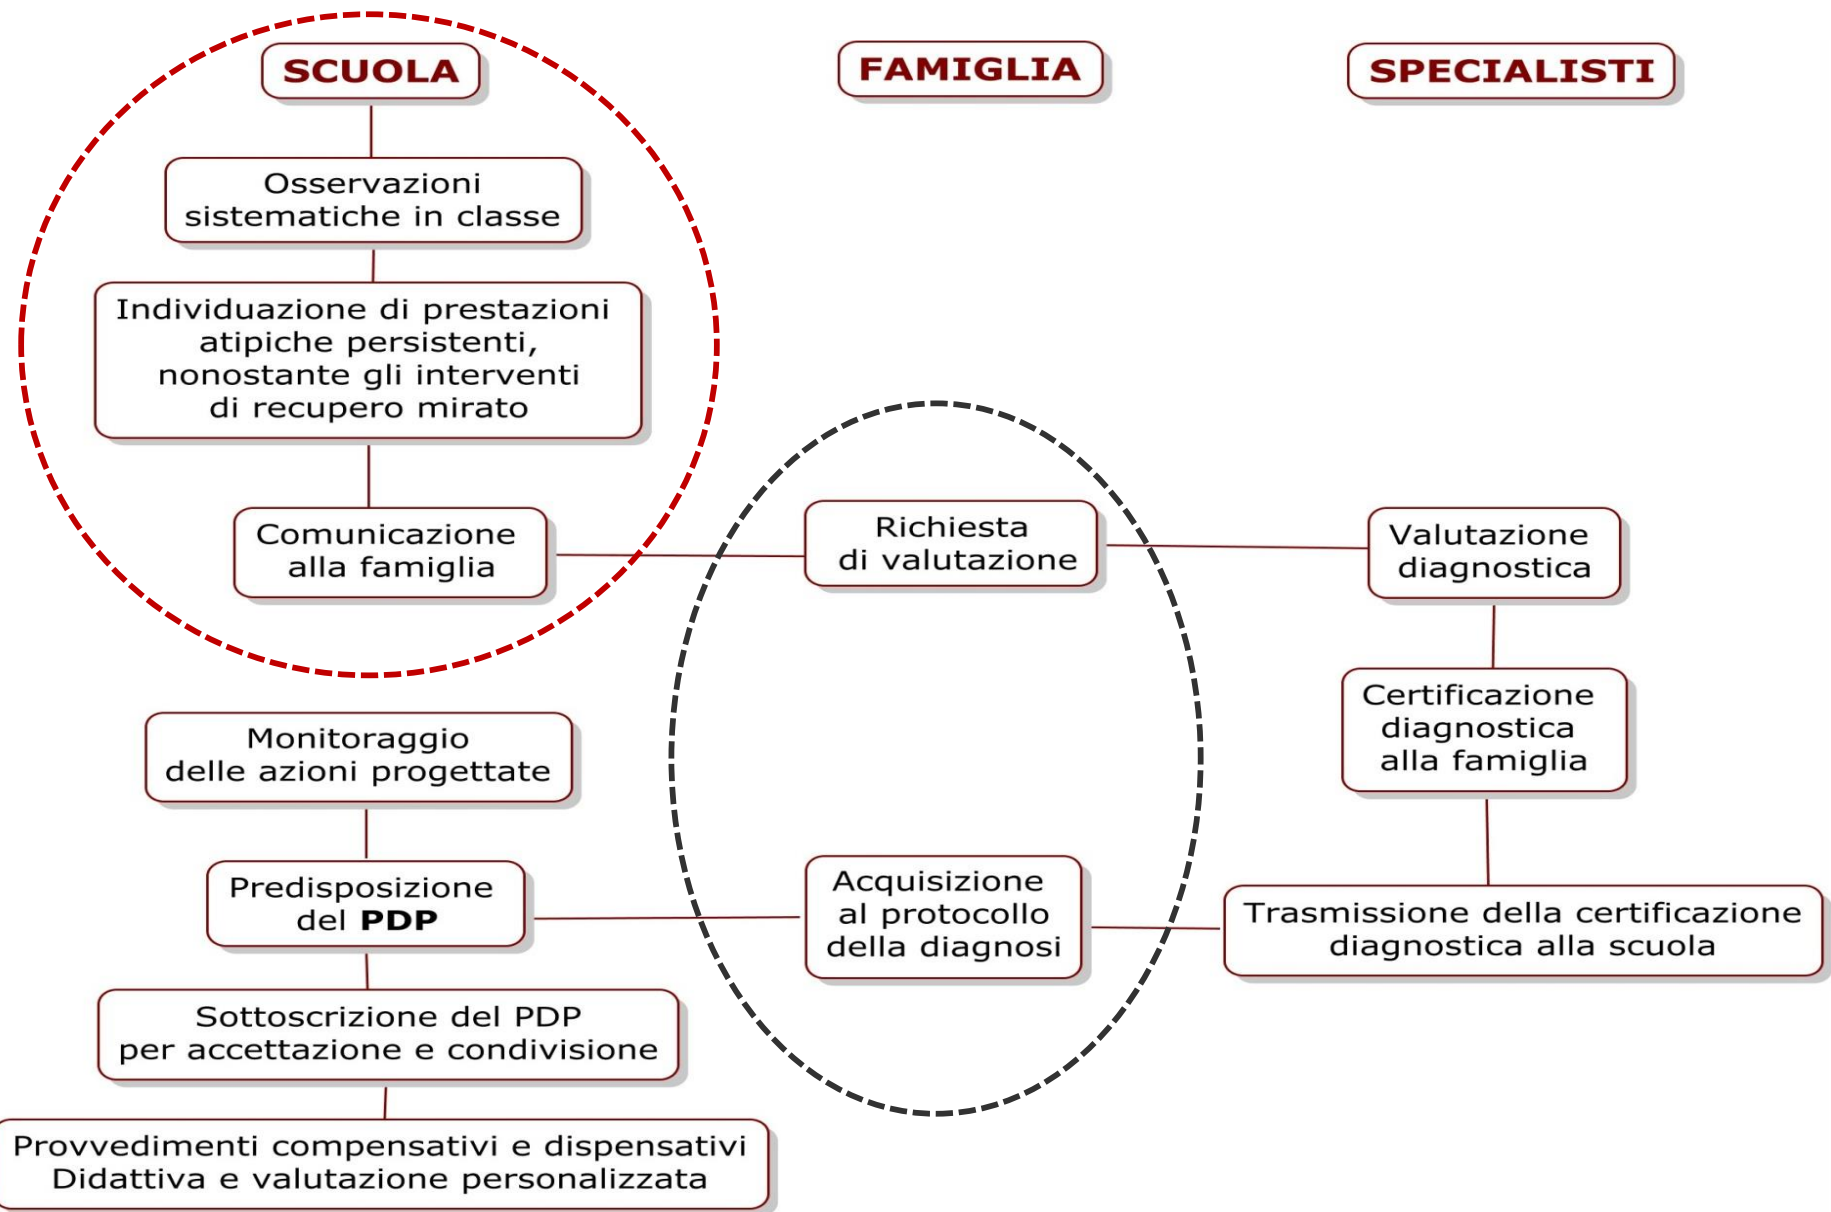 SCUOLA
FAMIGLIA
SPECIALISTI
Osservazioni
sistematiche in classe
Individuazione di prestazioni
atipiche persistenti,
nonostante gli interventi
di recupero mirato
Comunicazione
alla famiglia
Richiesta
di valutazione
Valutazione
diagnostica
Certificazione
diagnostica
alla famiglia
Trasmissione della certificazione
diagnostica alla scuola
Acquisizione
al protocollo
della diagnosi
Monitoraggio
delle azioni progettate
Predisposizione
del PDP
Sottoscrizione del PDP
per accettazione e condivisione
Provvedimenti compensativi e dispensativi
Didattiva e valutazione personalizzata